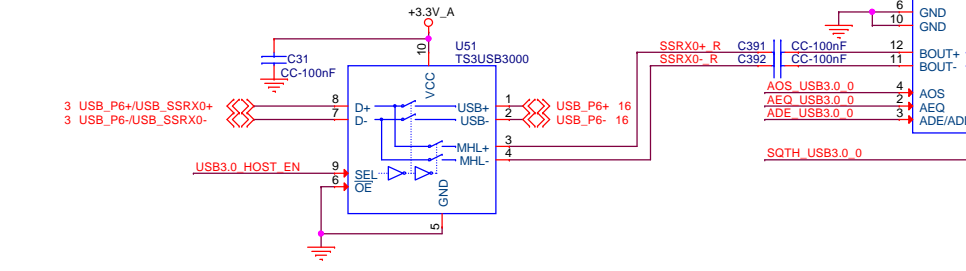 +3.3V_A
10
C31
CC-100nF
U51
TS3USB3000
VCC
3 USB_P6+/USB_SSRX0+
3 USB_P6-/USB_SSRX0-
8
7
D+
D-
USB+
USB-
1
2
USB_P6+ 16
USB_P6- 16
MHL+
MHL-
3
4
USB3.0_HOST_EN
9
6
SEL
OE
GND
5
SSRX0+_R
SSRX0-_R
C391
C392
CC-100nF
CC-100nF
6
10
GND
GND
12
11
BOUT+
BOUT-
AOS_USB3.0_0
AEQ_USB3.0_0
ADE_USB3.0_0
4
2
3
AOS
AEQ
SQTH_USB3.0_0